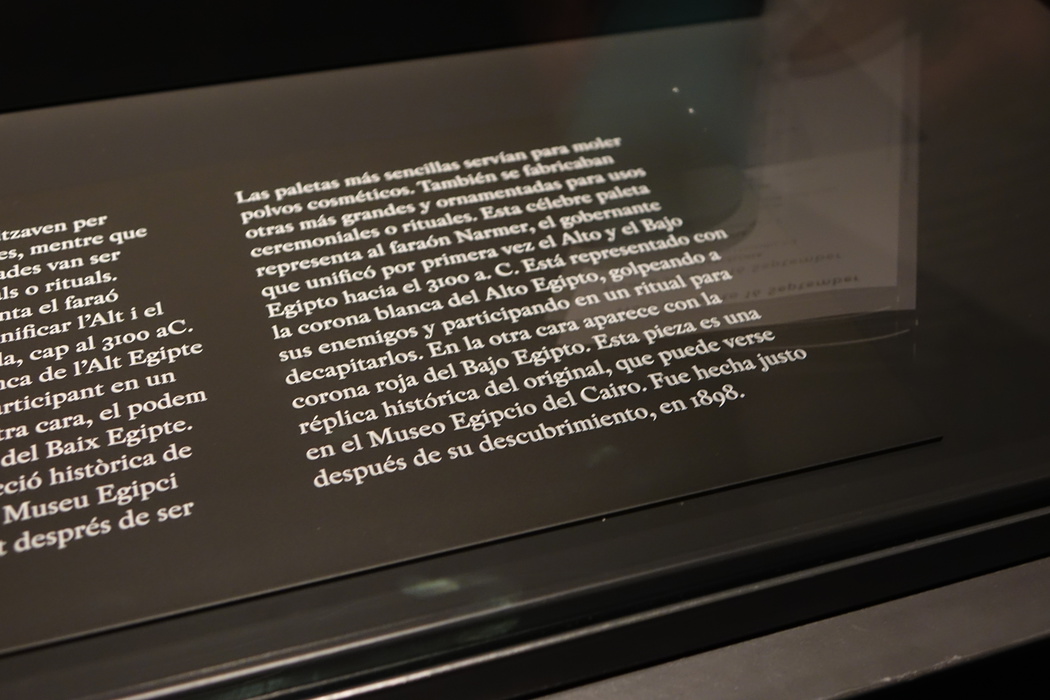 tzaven per
es, mentre que
ades van ser
ls o rituals.
nta el faraó
nificar l'Alt i el
la, cap al 3100 aC.
nca de l'Alt Egipte
rticipant en un
tra cara, el podem
del Baix Egipte.
cció històrica de
Museu Egipci
t després de ser
Las paletas más sencillas servían para moler
polvos cosméticos. También se fabricaban
otras más grandes y ornamentadas para usos
ceremoniales o rituales. Esta célebre paleta
representa al faraón Narmer, el gobernante
que unificó por primera vez el Alto y el Bajo
Egipto hacia el 3100 a. C. Está representado con
la corona blanca del Alto Egipto, golpeando a
sus enemigos y participando en un ritual para
decapitarlos. En la otra cara aparece con la
corona roja del Bajo Egipto. Esta pieza es una
réplica histórica del original, que puede verse
en el Museo Egipcio del Cairo. Fue hecha justo
después de su descubrimiento, en 1898.